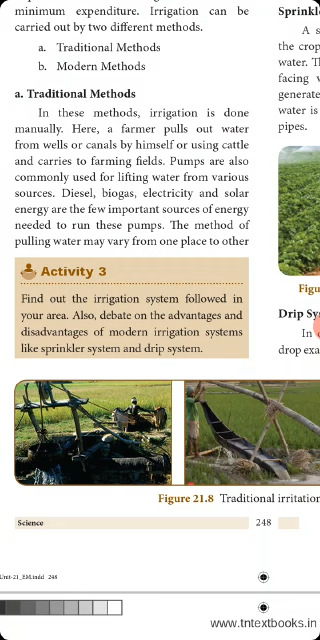 minimum expenditure. Irrigation can be
carried out by two different methods.
a. Traditional Methods
b. Modern Methods
a. Traditional Methods
In these methods, irrigation is done
manually. Here, a farmer pulls out water
from wells or canals by himself or using cattle
and carries to farming fields. Pumps are also
commonly used for lifting water from various
sources. Diesel, biogas, electricity and solar
energy are the few important sources of energy
needed to run these pumps. The method of
pulling water may vary from one place to other
Activity 3
Find out the irrigation system followed in
your area. Also, debate on the advantages and
disadvantages of modern irrigation systems
like sprinkler system and drip system.
Sprinkl
A s
the crop
water. Th
facing v
generate
water is
pipes.
Figu
Drip Sy
In
drop exa
Figure 21.8 Traditional irritation
Science
248
Unit-21_EM.indd 248
www.tntextbooks.in